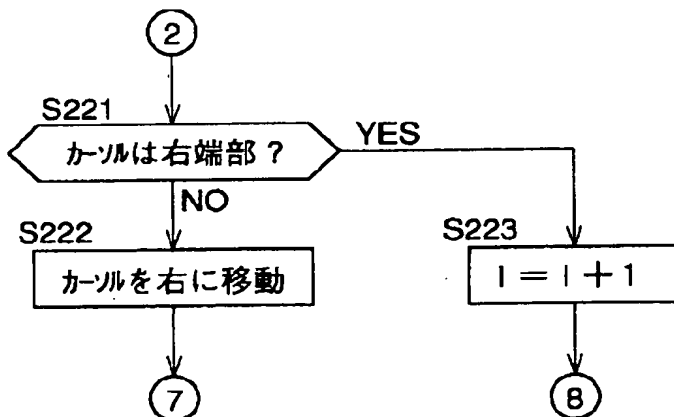 ②
S221
カーソルは右端部？
YES
NO
S222
カーソルを右に移動
S223
I＝I＋1
⑦
⑧